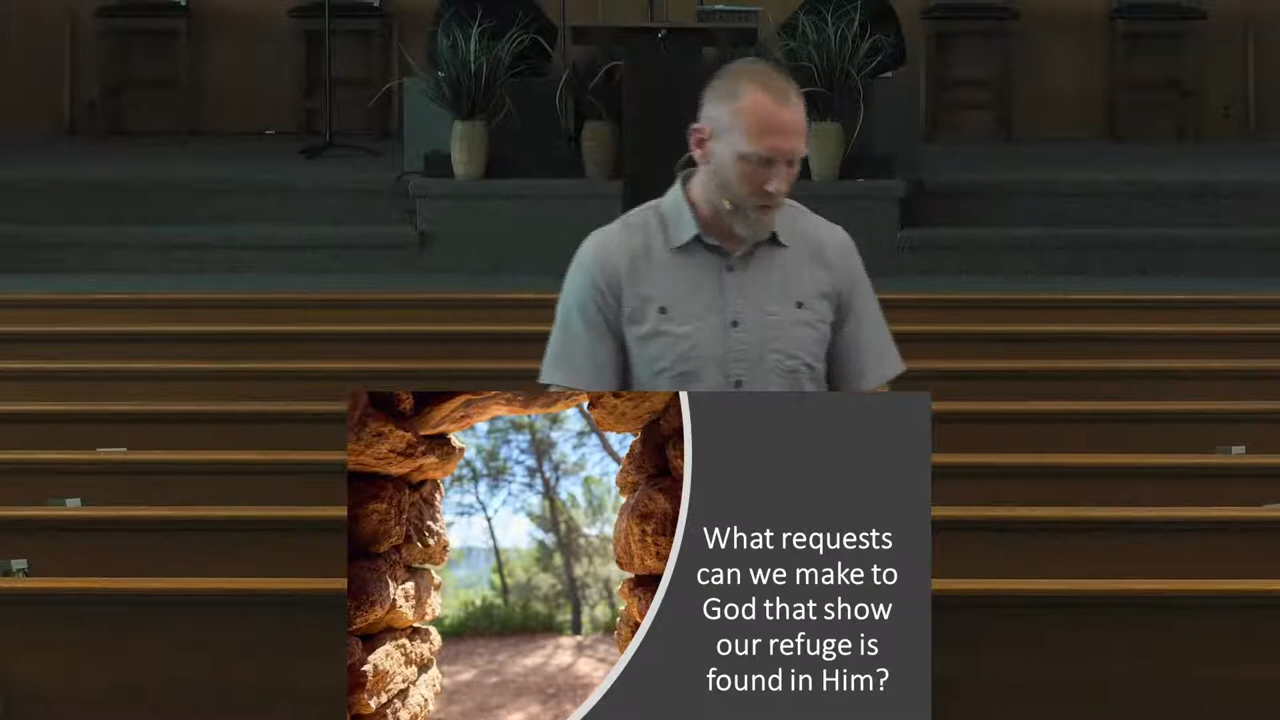 What requests
can we make to
God that show
our refuge is
found in Him?